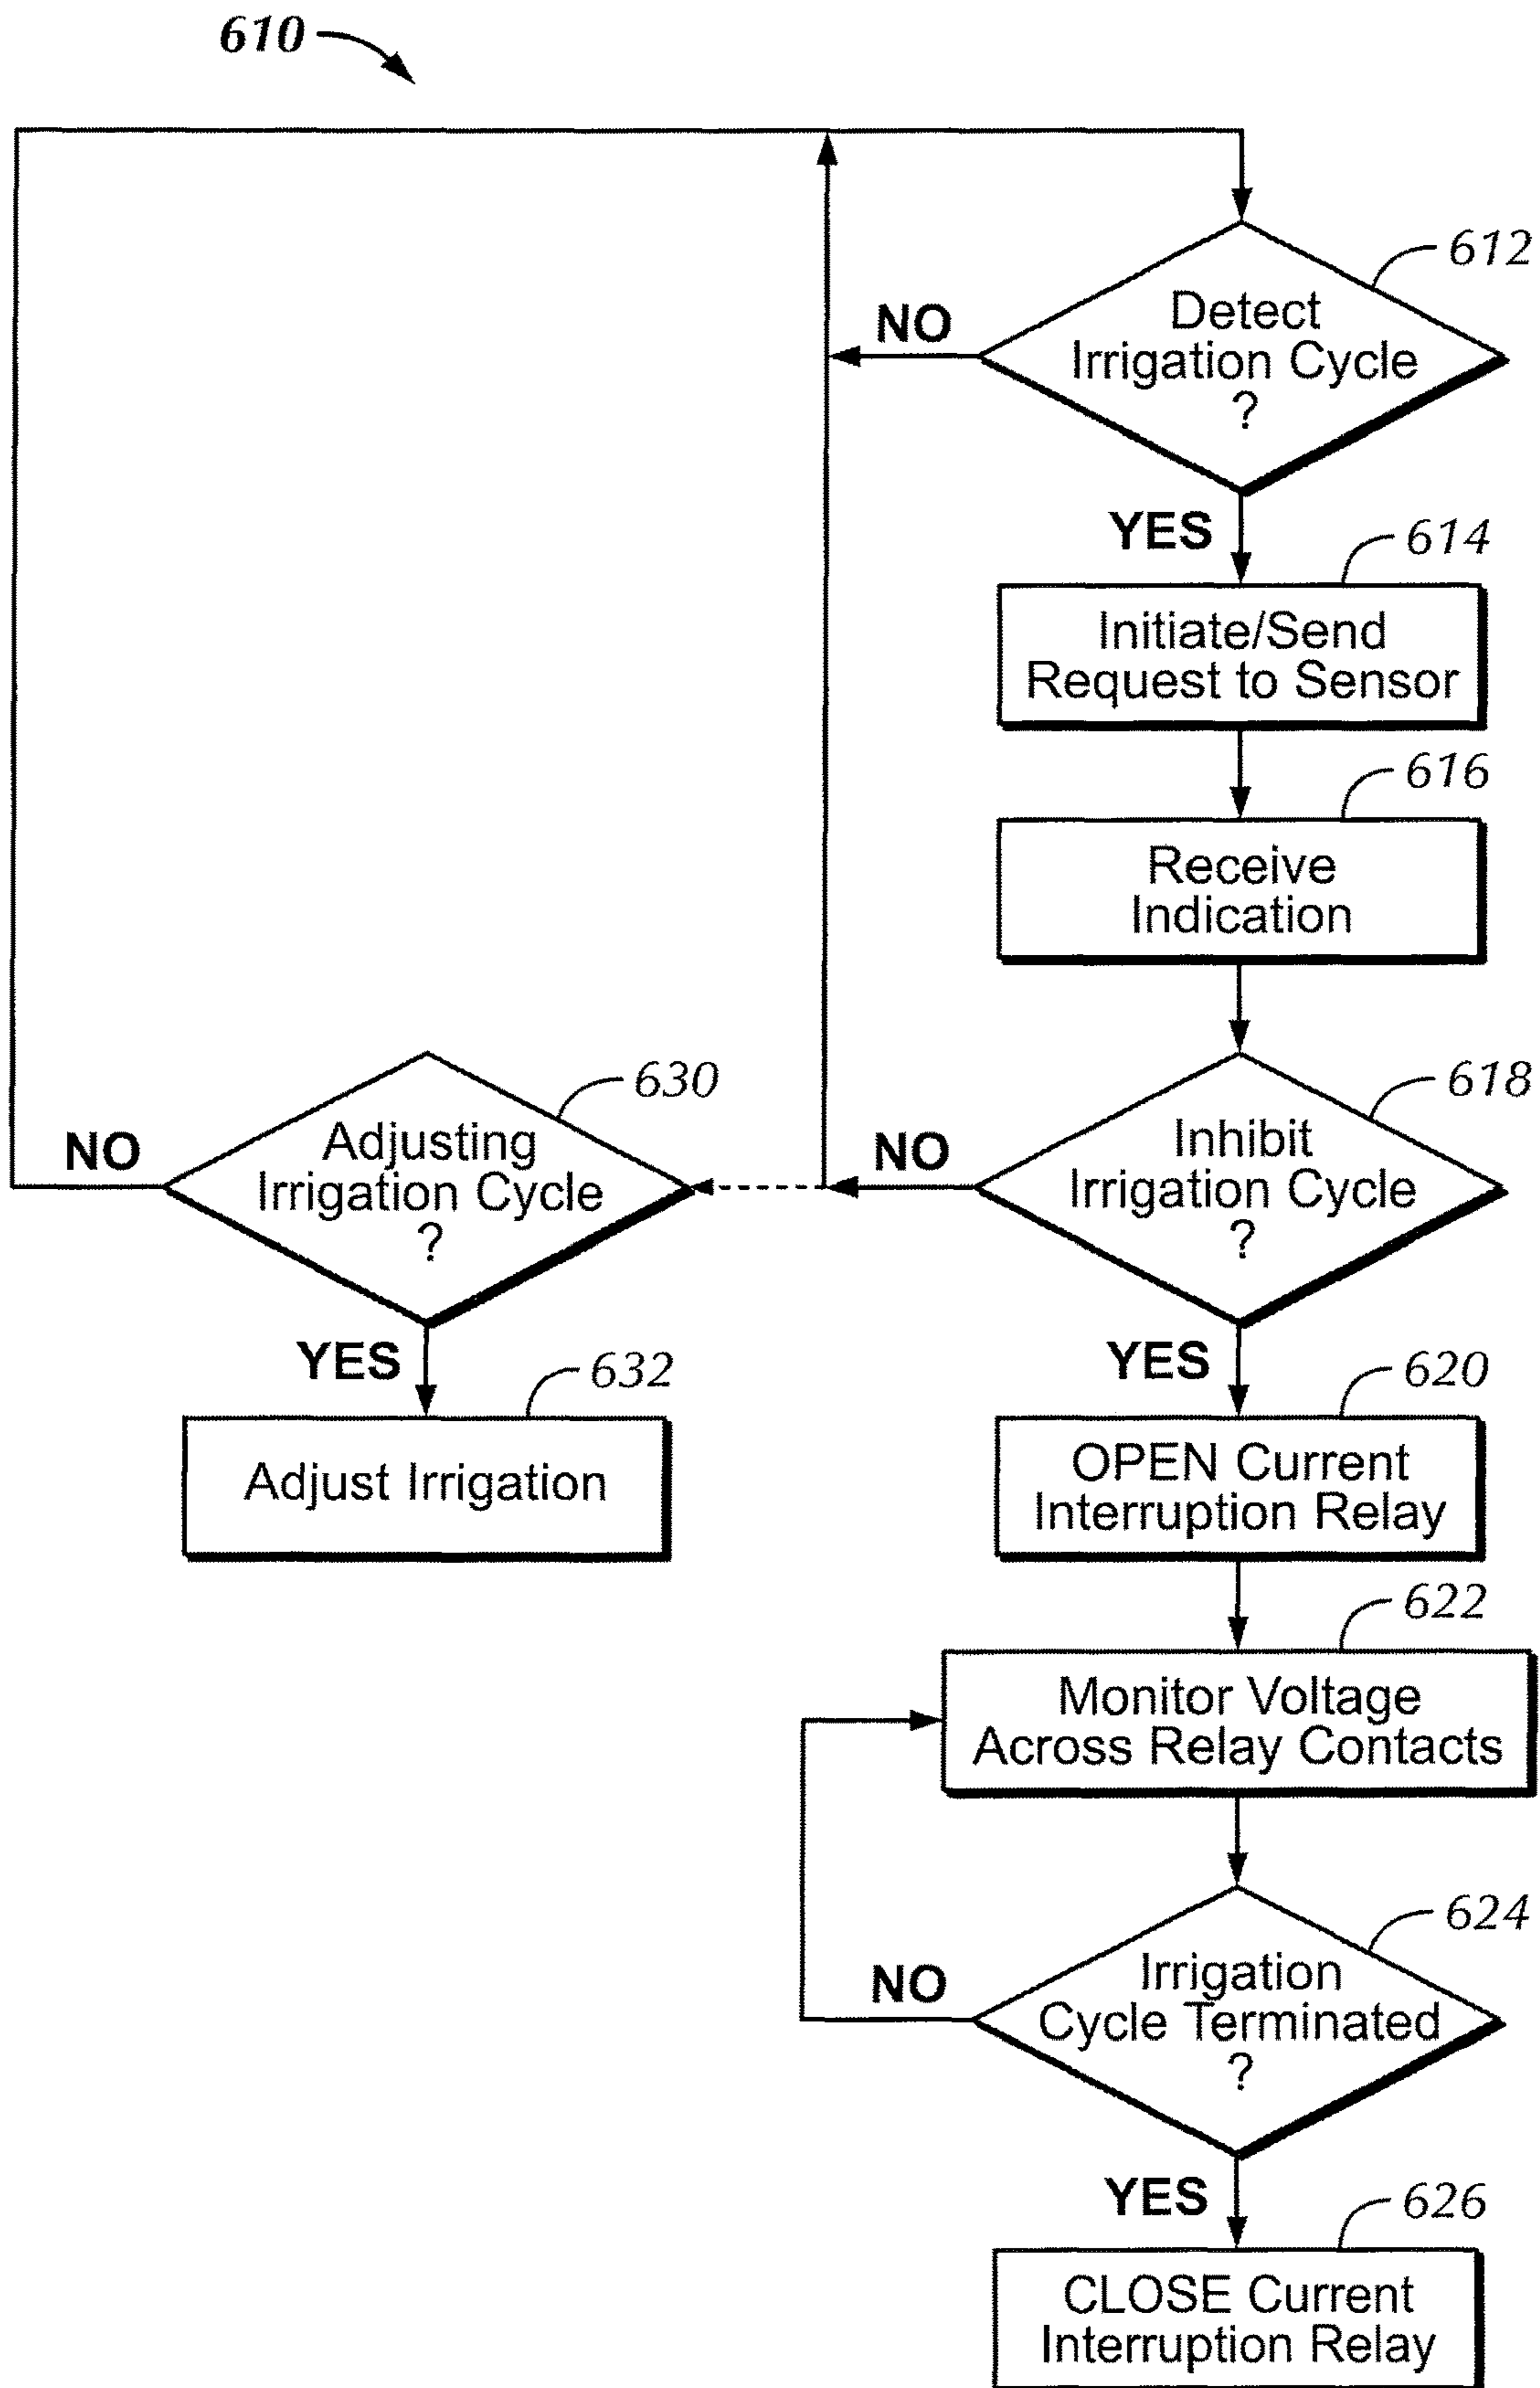 610
612
Detect
Irrigation Cycle
?
NO
YES
614
Initiate/Send
Request to Sensor
616
Receive
Indication
618
Inhibit
Irrigation Cycle
?
NO
YES
630
Adjusting
Irrigation Cycle
?
NO
YES
632
Adjust Irrigation
620
OPEN Current
Interruption Relay
622
Monitor Voltage
Across Relay Contacts
624
Irrigation
Cycle Terminated
?
NO
YES
626
CLOSE Current
Interruption Relay